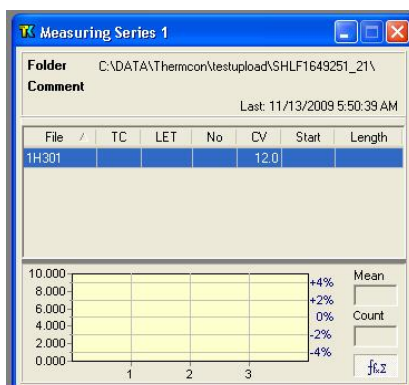 TK Measuring Series 1
Folder C:\DATA\Thermcon\testupload\SHLF1649251_21\
Comment
Last: 11/13/2009 5:50:39 AM
File TC LET No CV Start Length
1H301 12.0
10.000 +4% Mean
8.000 +2%
6.000 0% Count
4.000 -2%
2.000 -4%
0.000
1 2 3